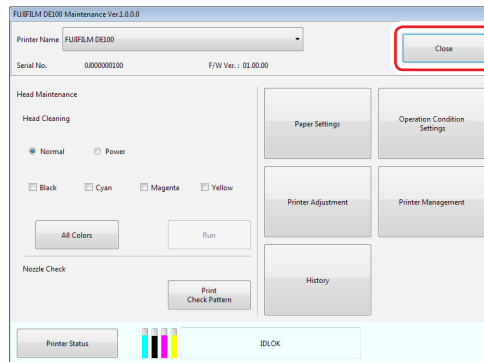 FUJIFILM DE100 Maintenance Ver.1.0.0.0
Printer Name FUJIFILM DE100
Close
Serial No. 0J000000100 F/W Ver. : 01.00.00
Head Maintenance
Head Cleaning
Normal Power
Black Cyan Magenta Yellow
All Colors Run
Nozzle Check
Print
Check Pattern
Paper Settings
Operation Condition
Settings
Printer Adjustment
Printer Management
History
Printer Status
IDLOK